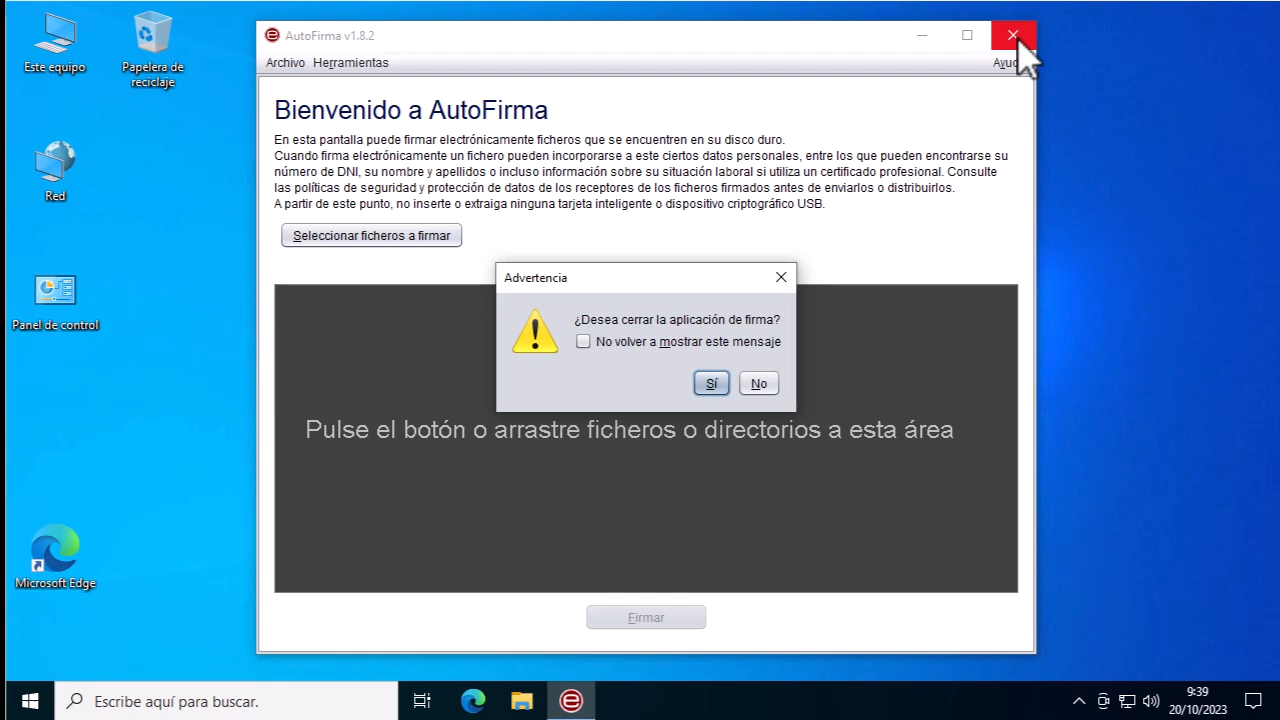 Este equipo
Papelera de
reciclaje
Red
Panel de control
Microsoft Edge
AutoFirma v1.8.2
Archivo Herramientas
Bienvenido a AutoFirma
En esta pantalla puede firmar electrónicamente ficheros que se encuentren en su disco duro.
Cuando firma electrónicamente un fichero pueden incorporarse a este ciertos datos personales, entre los que pueden encontrarse su
número de DNI, su nombre y apellidos o incluso información sobre su situación laboral si utiliza un certificado profesional. Consulte
las políticas de seguridad y protección de datos de los receptores de los ficheros firmados antes de enviarlos o distribuirlos.
A partir de este punto, no inserte o extraiga ninguna tarjeta inteligente o dispositivo criptográfico USB.
Seleccionar ficheros a firmar
Advertencia
¿Desea cerrar la aplicación de firma?
No volver a mostrar este mensaje
Sí No
Pulse el botón o arrastre ficheros o directorios a esta área
Firmar
Escribe aquí para buscar.
9:39
20/10/2023